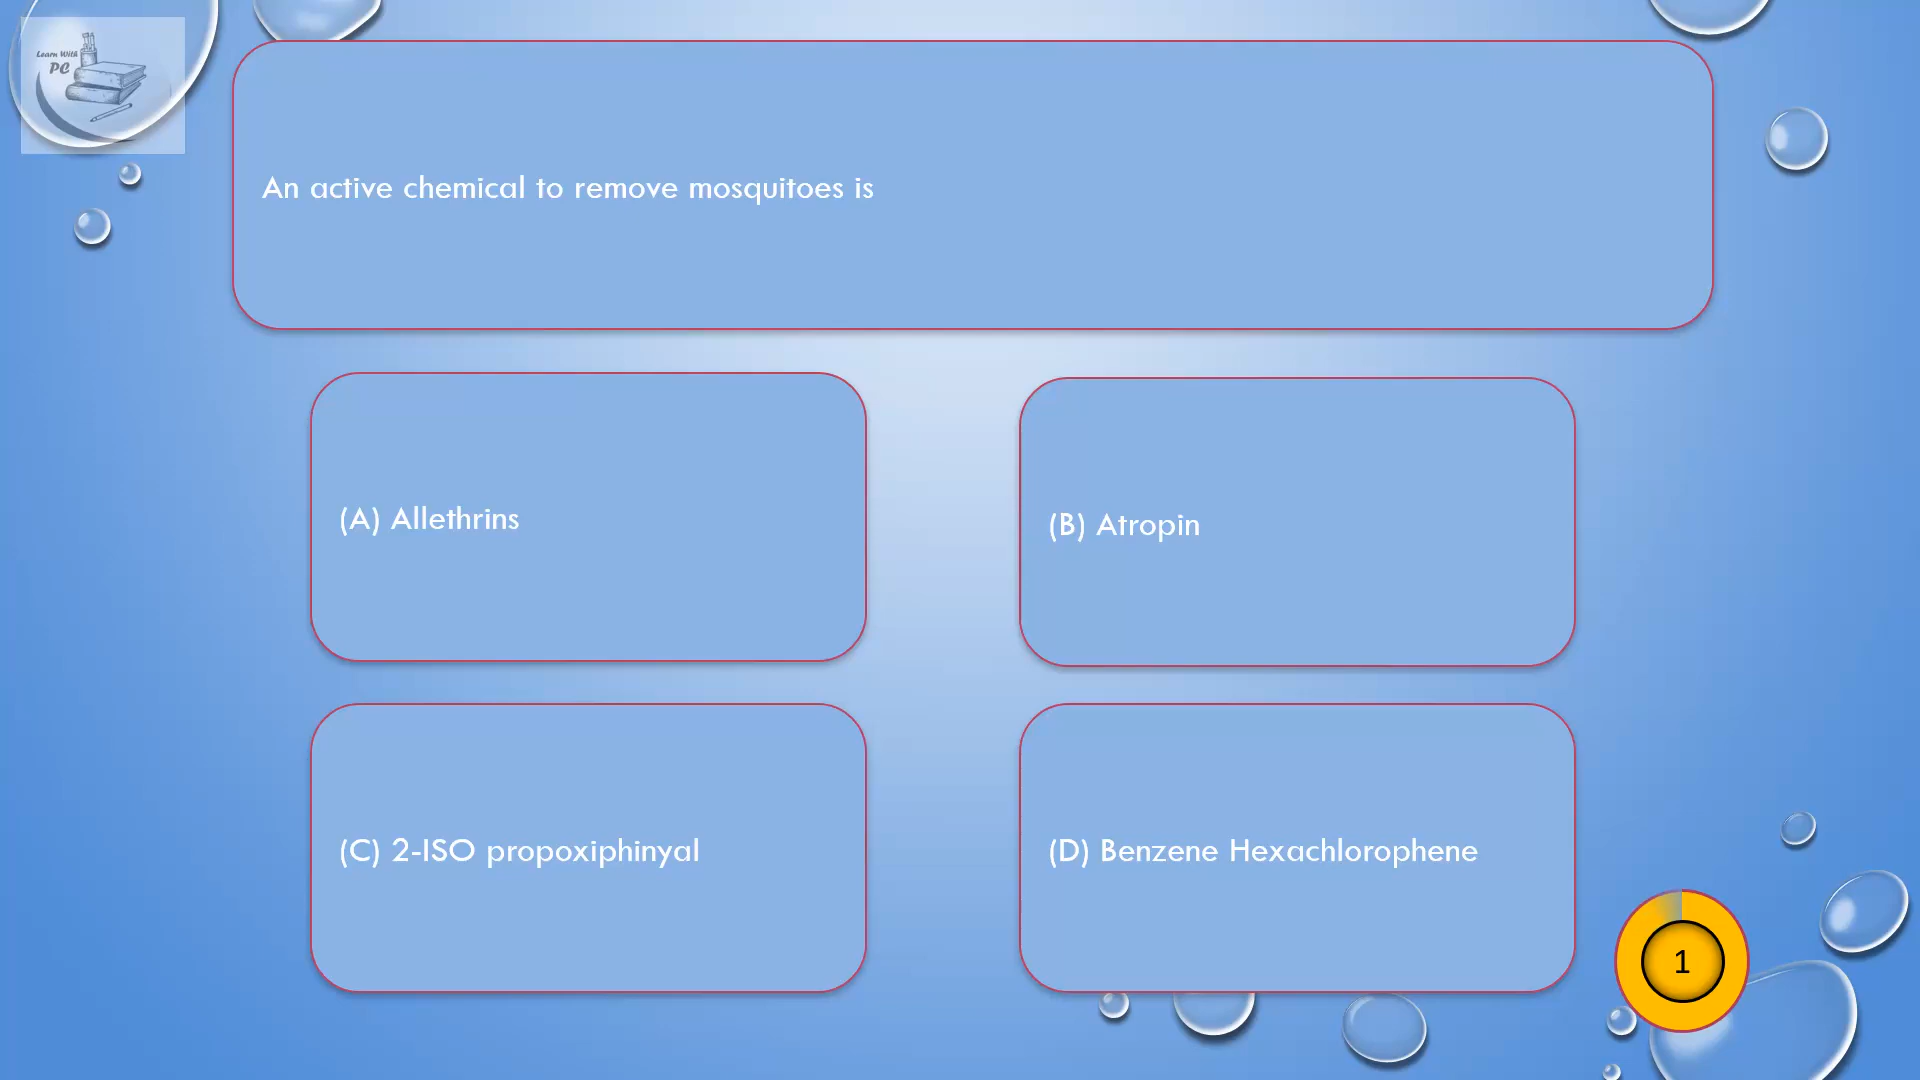 Learn With
PC
An active chemical to remove mosquitoes is
(A) Allethrins
(B) Atropin
(C) 2-ISO propoxiphinyal
(D) Benzene Hexachlorophene
1